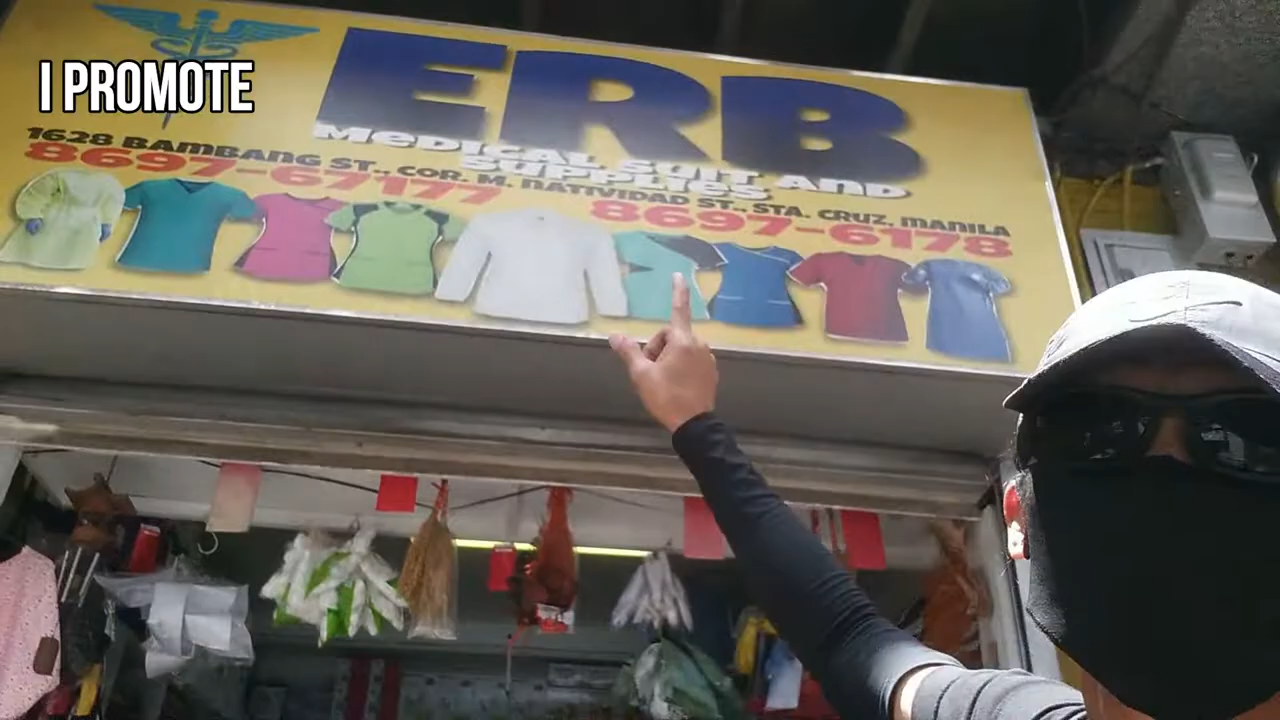 I PROMOTE
ERB
MEDICAL SUIT AND
SUPPLIES
1628 BAMBANG ST., COR. M. NATIVIDAD ST., STA. CRUZ, MANILA
8697-67177
8697-6178